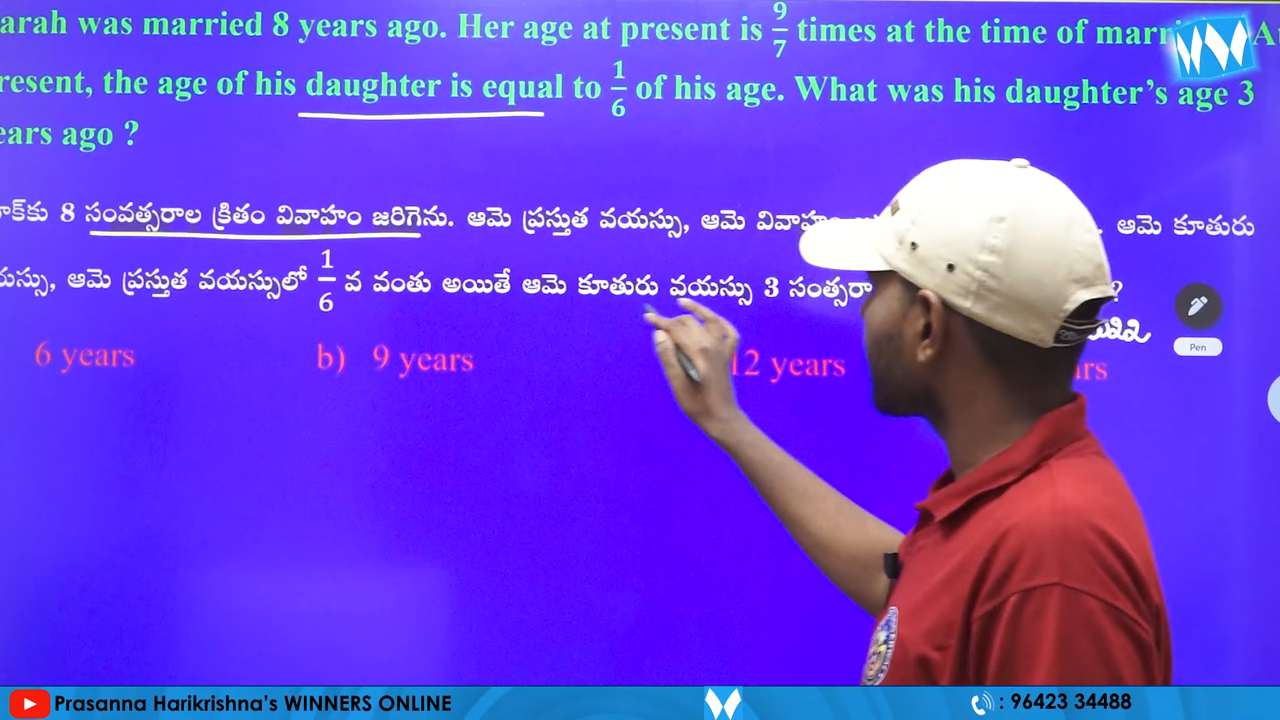 arah was married 8 years ago. Her age at present is 9/7 times at the time of marri A
resent, the age of his daughter is equal to 1/6 of his age. What was his daughter's age 3
ears ago ?
8 సంవత్సరాల క్రితం వివాహం జరిగెను. ఆమె ప్రస్తుత వయస్సు, ఆమె ఆమె కూతురు
ఆమె ప్రస్తుత వయస్సులో 1/6 వ వంతు అయితే ఆమె కూతురు వయస్సు 3 సంత్సరా ?
Pen
6 years b) 9 years 12 years
Prasanna Harikrishna's WINNERS ONLINE : 96423 34488